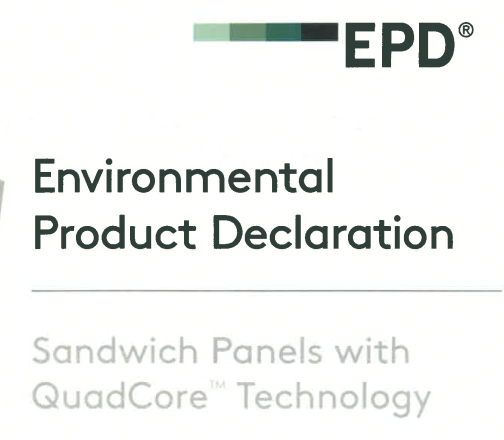 EPD®
Environmental
Product Declaration
Sandwich Panels with
QuadCore™ Technology